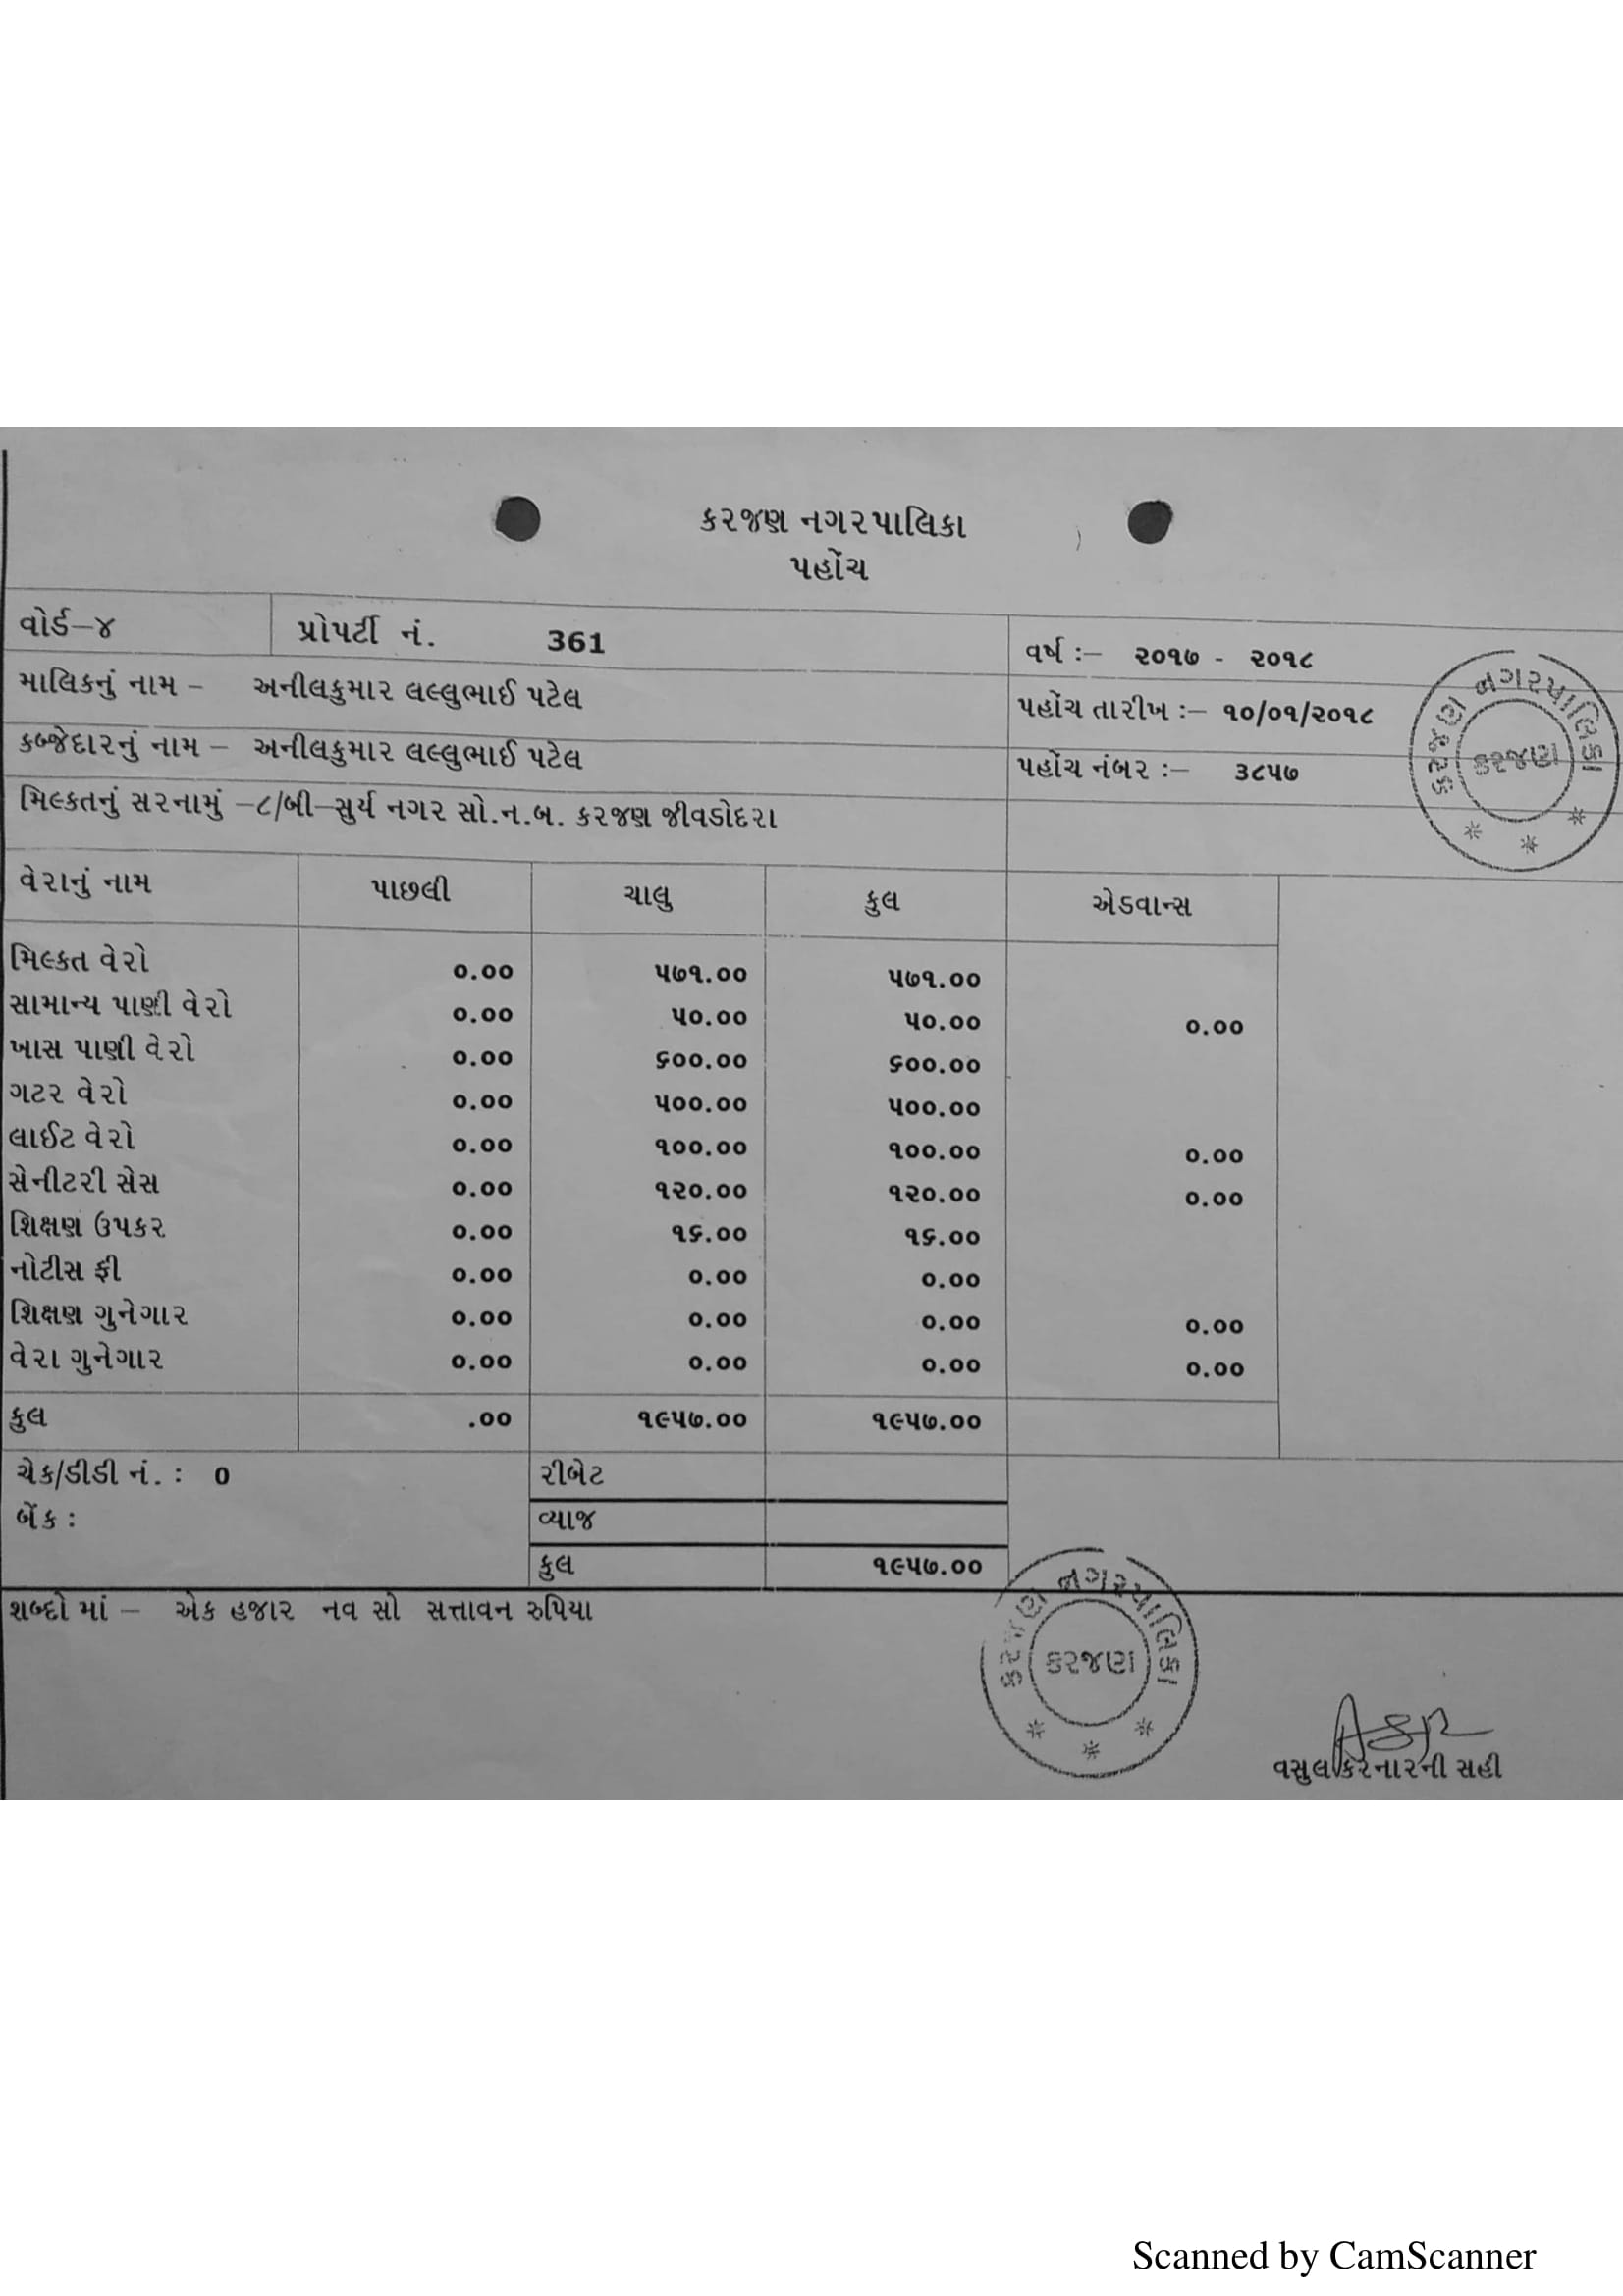 કરજણ નગરપાલિકા
પહોંચ
વોર્ડ–૪ પ્રોપર્ટી નં. 361 વર્ષ :– ૨૦૧૭ - ૨૦૧૮
માલિકનું નામ – અનીલકુમાર લલ્લુભાઈ પટેલ પહોંચ તારીખ :– ૧૦/૦૧/૨૦૧૮
કબ્જેદારનું નામ – અનીલકુમાર લલ્લુભાઈ પટેલ પહોંચ નંબર :– ૩૮૫૭
મિલ્કતનું સરનામું –૮/બી–સુર્ય નગર સો.ન.બ. કરજણ જીવડોદરા
કરજણ નગરપાલિકા
કરજણ
વેરાનું નામ પાછલી ચાલુ કુલ એડવાન્સ
મિલ્કત વેરો ૦.૦૦ ૫૭૧.૦૦ ૫૭૧.૦૦
સામાન્ય પાણી વેરો ૦.૦૦ ૫૦.૦૦ ૫૦.૦૦ ૦.૦૦
ખાસ પાણી વેરો ૦.૦૦ ૬૦૦.૦૦ ૬૦૦.૦૦
ગટર વેરો ૦.૦૦ ૫૦૦.૦૦ ૫૦૦.૦૦
લાઈટ વેરો ૦.૦૦ ૧૦૦.૦૦ ૧૦૦.૦૦ ૦.૦૦
સેનીટરી સેસ ૦.૦૦ ૧૨૦.૦૦ ૧૨૦.૦૦ ૦.૦૦
શિક્ષણ ઉપકર ૦.૦૦ ૧૬.૦૦ ૧૬.૦૦
નોટીસ ફી ૦.૦૦ ૦.૦૦ ૦.૦૦
શિક્ષણ ગુનેગાર ૦.૦૦ ૦.૦૦ ૦.૦૦ ૦.૦૦
વેરા ગુનેગાર ૦.૦૦ ૦.૦૦ ૦.૦૦ ૦.૦૦
કુલ .૦૦ ૧૯૫૭.૦૦ ૧૯૫૭.૦૦
ચેક/ડીડી નં. : 0 રીબેટ
બેંક : વ્યાજ
કુલ ૧૯૫૭.૦૦
શબ્દો માં – એક હજાર નવ સો સત્તાવન રુપિયા
કરજણ નગરપાલિકા
કરજણ
વસુલ કરનારની સહી
Scanned by CamScanner